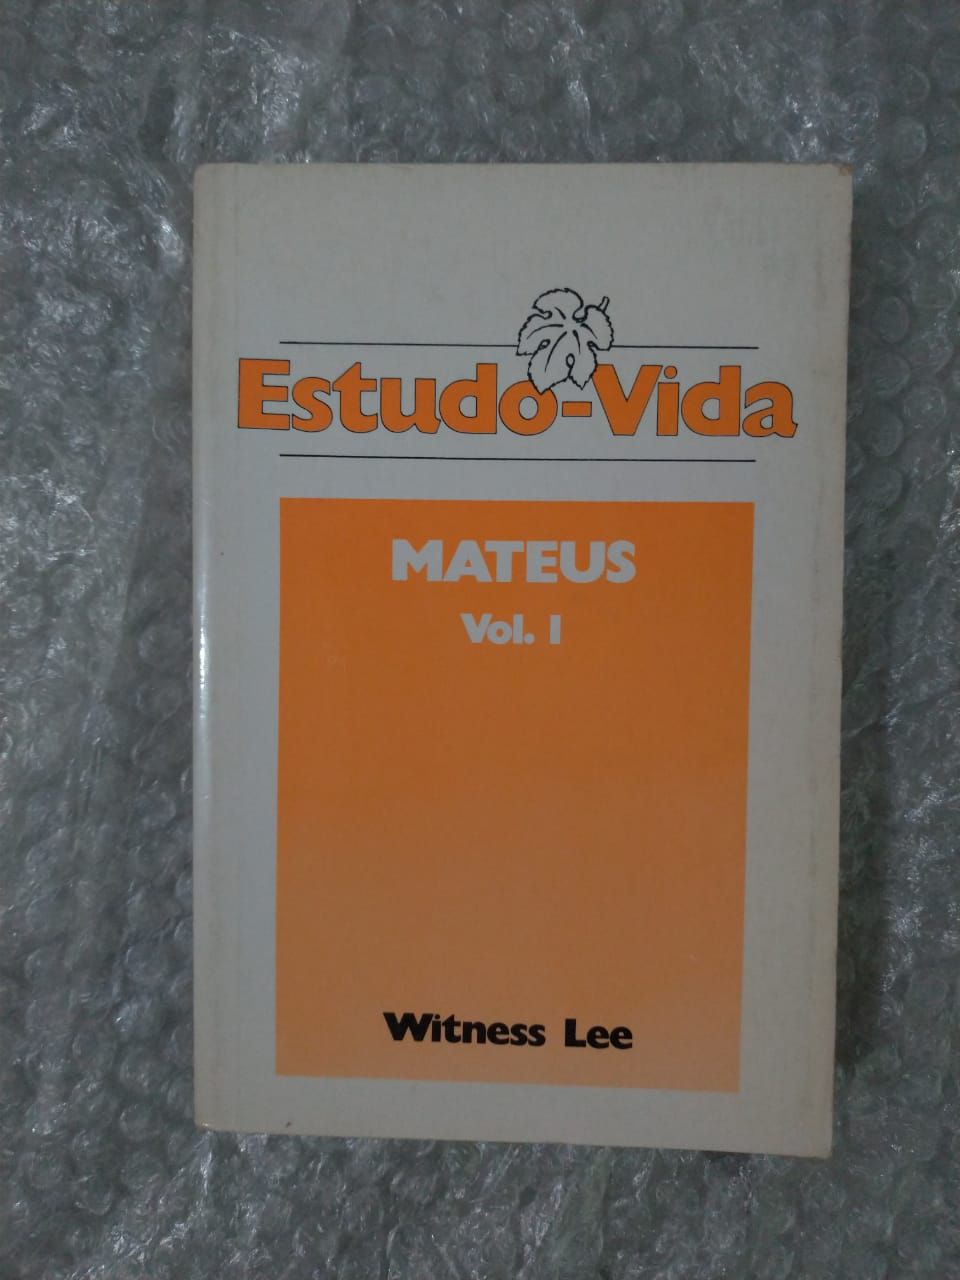 Estudo-Vida
MATEUS
Vol. I
Witness Lee